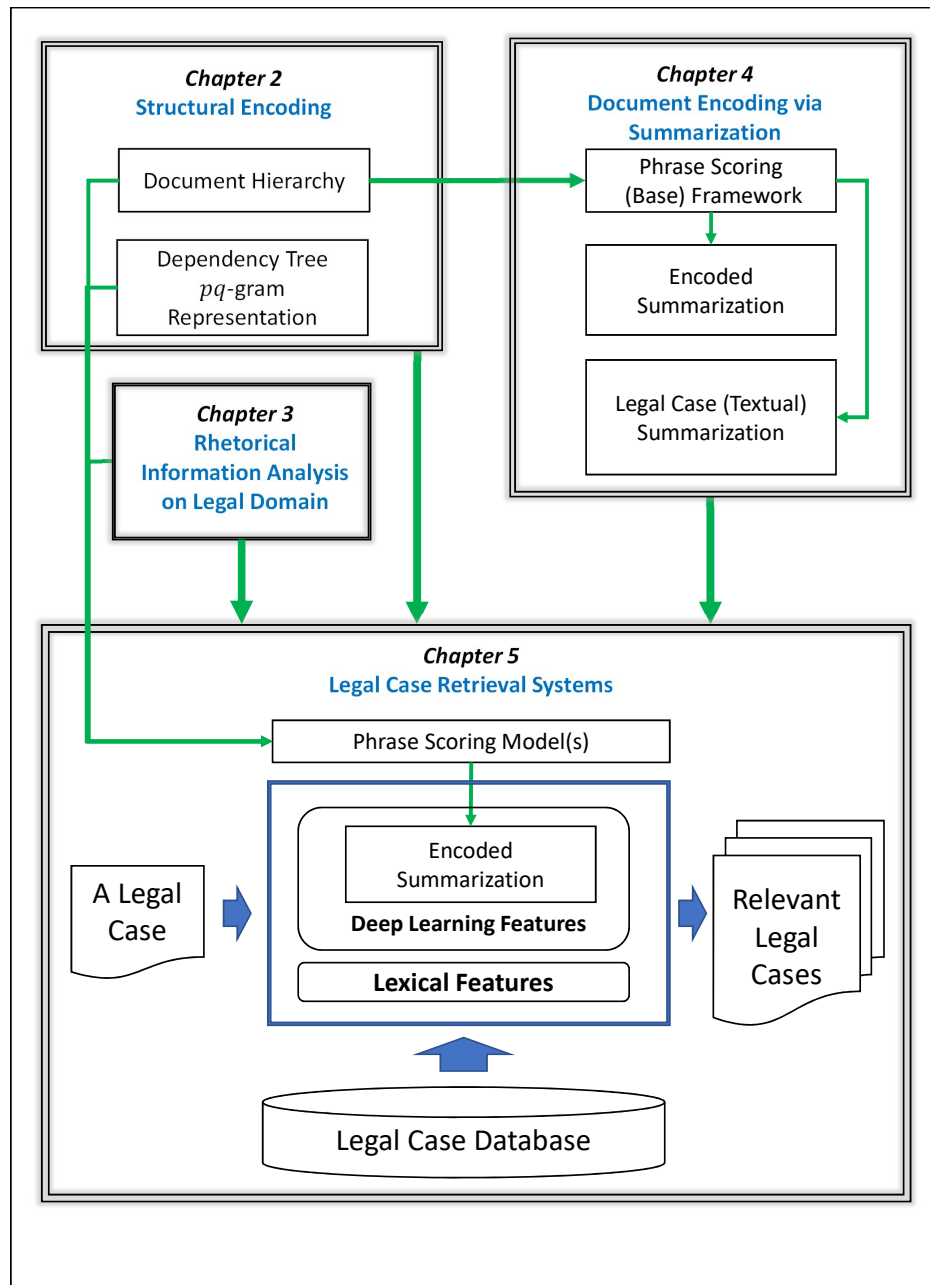 Chapter 2
Structural Encoding
Document Hierarchy
Dependency Tree
pq-gram
Representation
Chapter 3
Rhetorical
Information Analysis
on Legal Domain
Chapter 4
Document Encoding via
Summarization
Phrase Scoring
(Base) Framework
Encoded
Summarization
Legal Case (Textual)
Summarization
Chapter 5
Legal Case Retrieval Systems
Phrase Scoring Model(s)
A Legal
Case
Encoded
Summarization
Deep Learning Features
Lexical Features
Relevant
Legal
Cases
Legal Case Database